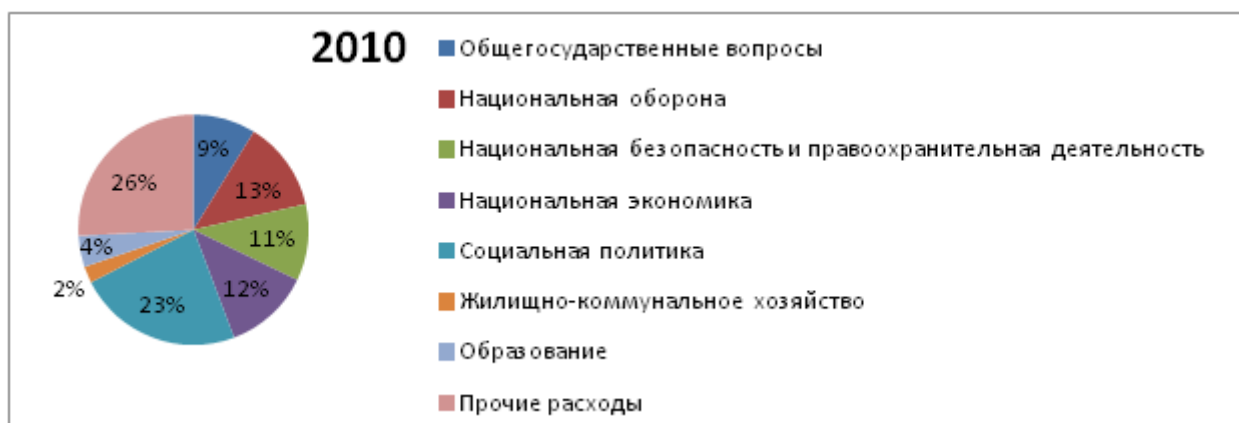 2010
Общегосударственные вопросы
Национальная оборона
Национальная безопасность и правоохранительная деятельность
Национальная экономика
Социальная политика
Жилищно-коммунальное хозяйство
Образование
Прочие расходы
9%
13%
11%
12%
23%
2%
4%
26%